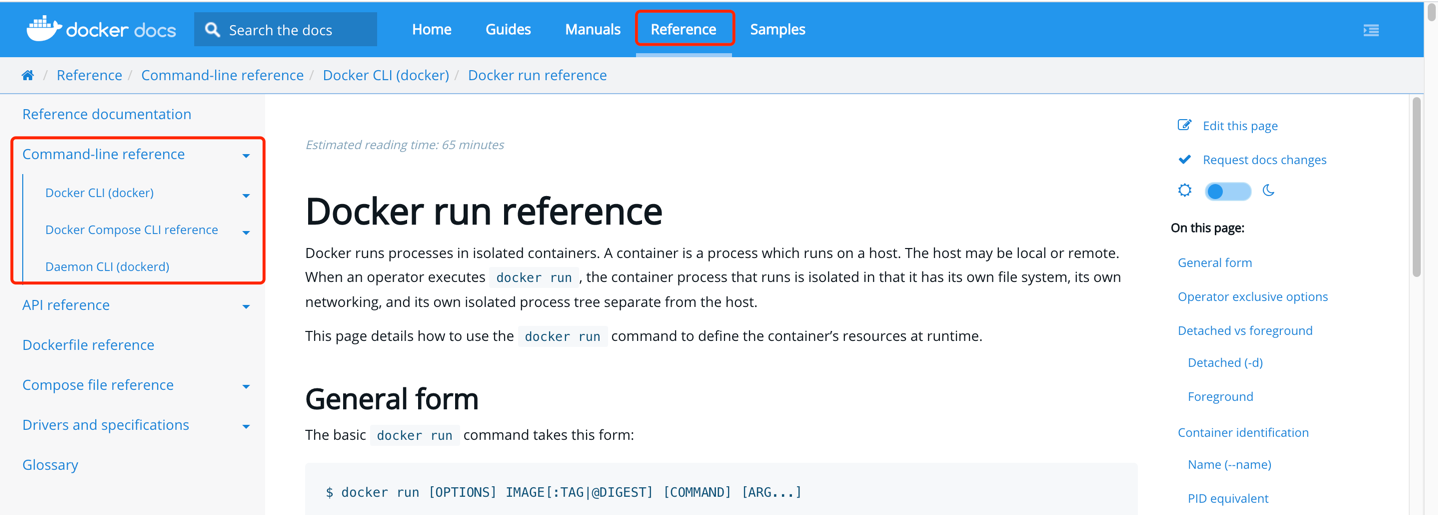 docker docs
Search the docs
Home Guides Manuals Reference Samples
Reference / Command-line reference / Docker CLI (docker) / Docker run reference
Reference documentation
Command-line reference
Docker CLI (docker)
Docker Compose CLI reference
Daemon CLI (dockerd)
API reference
Dockerfile reference
Compose file reference
Drivers and specifications
Glossary
Estimated reading time: 65 minutes
Docker run reference
Docker runs processes in isolated containers. A container is a process which runs on a host. The host may be local or remote.
When an operator executes docker run , the container process that runs is isolated in that it has its own file system, its own
networking, and its own isolated process tree separate from the host.
This page details how to use the docker run command to define the container’s resources at runtime.
General form
The basic docker run command takes this form:
$ docker run [OPTIONS] IMAGE[:TAG|@DIGEST] [COMMAND] [ARG...]
Edit this page
Request docs changes
On this page:
General form
Operator exclusive options
Detached vs foreground
Detached (-d)
Foreground
Container identification
Name (--name)
PID equivalent